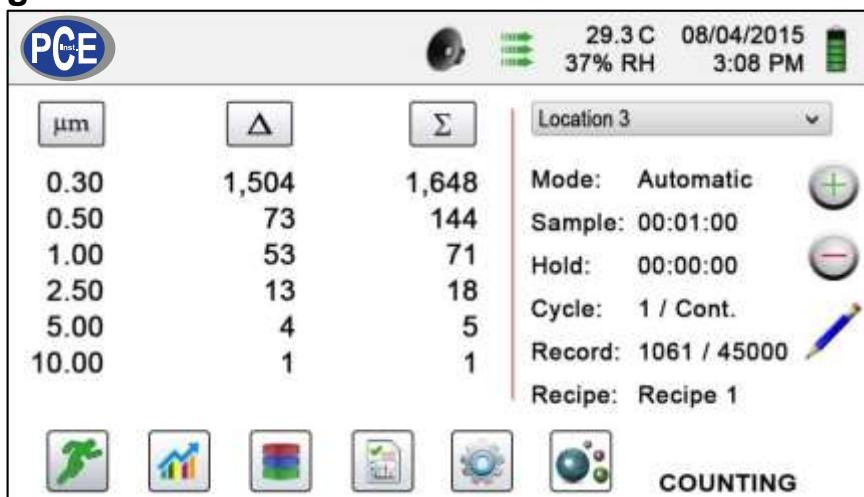 PCE Inst. 29.3 C 08/04/2015
37% RH 3:08 PM
µm Δ Σ Location 3
0.30 1,504 1,648 Mode: Automatic
0.50 73 144 Sample: 00:01:00
1.00 53 71 Hold: 00:00:00
2.50 13 18 Cycle: 1 / Cont.
5.00 4 5 Record: 1061 / 45000
10.00 1 1 Recipe: Recipe 1
COUNTING